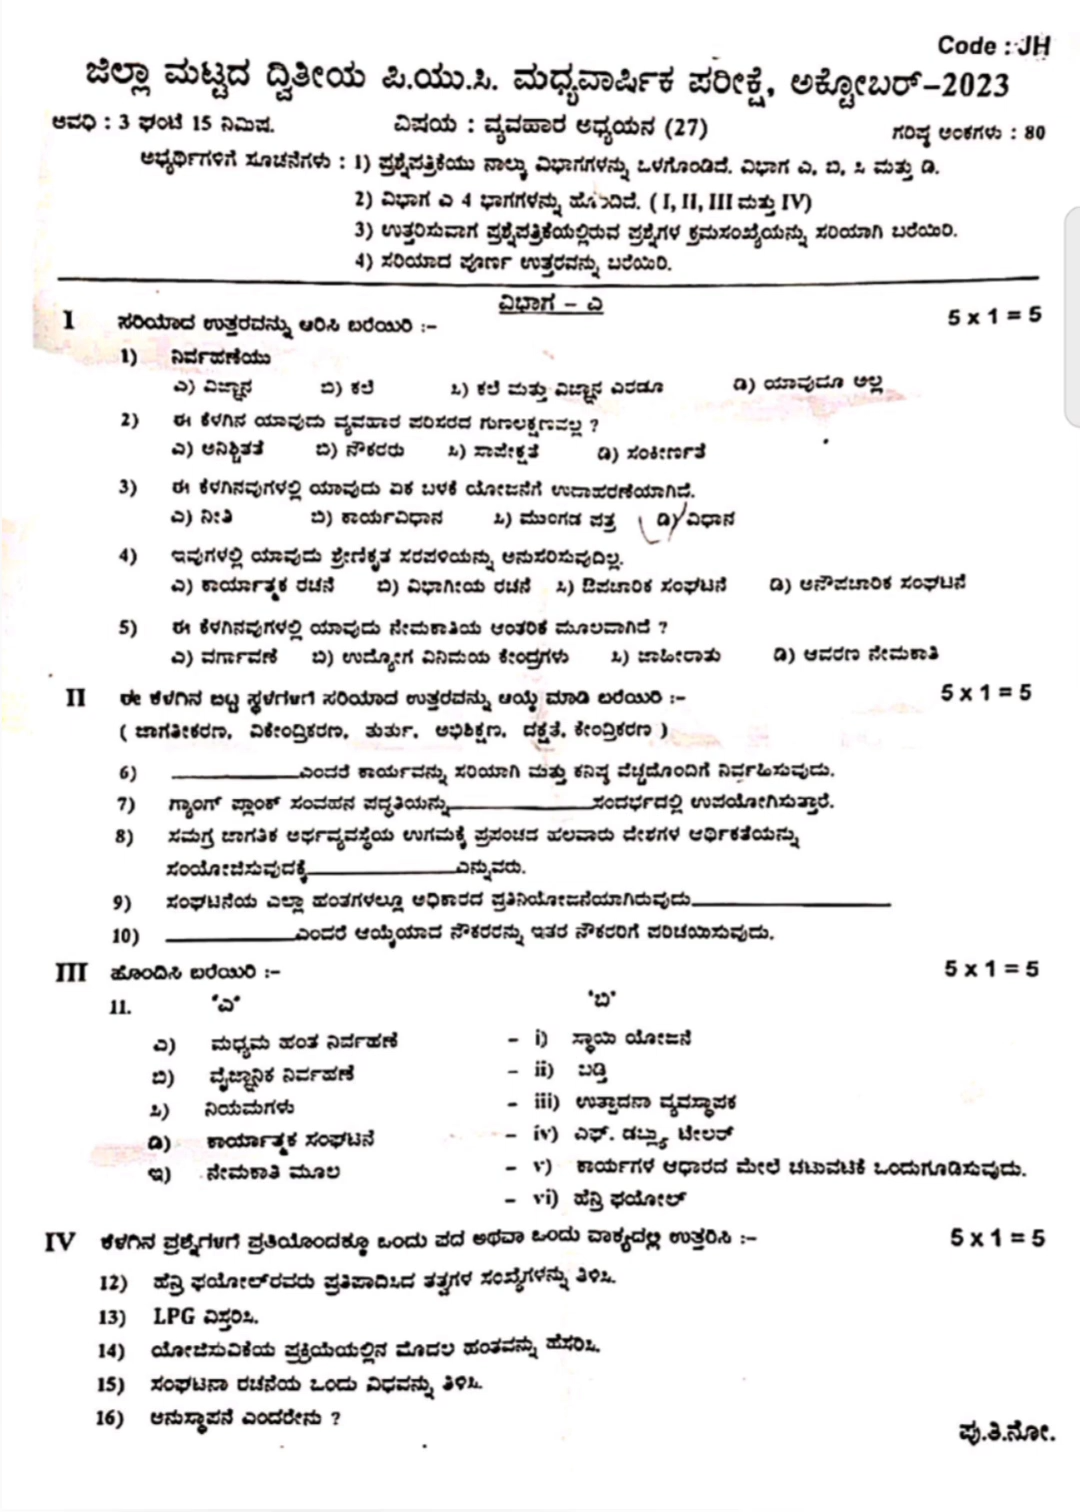 Code : JH
ಜಿಲ್ಲಾ ಮಟ್ಟದ ದ್ವಿತೀಯ ಪಿ.ಯು.ಸಿ. ಮಧ್ಯವಾರ್ಷಿಕ ಪರೀಕ್ಷೆ, ಅಕ್ಟೋಬರ್-2023
ಅವಧಿ : 3 ಘಂಟೆ 15 ನಿಮಿಷ. ವಿಷಯ : ವ್ಯವಹಾರ ಅಧ್ಯಯನ (27) ಗರಿಷ್ಠ ಅಂಕಗಳು : 80
ಅಭ್ಯರ್ಥಿಗಳಿಗೆ ಸೂಚನೆಗಳು : 1) ಪ್ರಶ್ನೆಪತ್ರಿಕೆಯು ನಾಲ್ಕು ವಿಭಾಗಗಳನ್ನು ಒಳಗೊಂಡಿದೆ. ವಿಭಾಗ ಎ, ಬಿ, ಸಿ ಮತ್ತು ಡಿ.
2) ವಿಭಾಗ ಎ 4 ಭಾಗಗಳನ್ನು ಹೊಂದಿದೆ. ( I, II, III ಮತ್ತು IV)
3) ಉತ್ತರಿಸುವಾಗ ಪ್ರಶ್ನೆಪತ್ರಿಕೆಯಲ್ಲಿರುವ ಪ್ರಶ್ನೆಗಳ ಕ್ರಮಸಂಖ್ಯೆಯನ್ನು ಸರಿಯಾಗಿ ಬರೆಯಿರಿ.
4) ಸರಿಯಾದ ಪೂರ್ಣ ಉತ್ತರವನ್ನು ಬರೆಯಿರಿ.
ವಿಭಾಗ – ಎ
I ಸರಿಯಾದ ಉತ್ತರವನ್ನು ಆರಿಸಿ ಬರೆಯಿರಿ :- 5 x 1 = 5
1) ನಿರ್ವಹಣೆಯು
ಎ) ವಿಜ್ಞಾನ ಬಿ) ಕಲೆ ಸಿ) ಕಲೆ ಮತ್ತು ವಿಜ್ಞಾನ ಎರಡೂ ಡಿ) ಯಾವುದೂ ಅಲ್ಲ
2) ಈ ಕೆಳಗಿನ ಯಾವುದು ವ್ಯವಹಾರ ಪರಿಸರದ ಗುಣಲಕ್ಷಣವಲ್ಲ ?
ಎ) ಅನಿಶ್ಚಿತತೆ ಬಿ) ನೌಕರರು ಸಿ) ಸಾಪೇಕ್ಷತೆ ಡಿ) ಸಂಕೀರ್ಣತೆ
3) ಈ ಕೆಳಗಿನವುಗಳಲ್ಲಿ ಯಾವುದು ಏಕ ಬಳಕೆ ಯೋಜನೆಗೆ ಉದಾಹರಣೆಯಾಗಿದೆ.
ಎ) ನೀತಿ ಬಿ) ಕಾರ್ಯವಿಧಾನ ಸಿ) ಮುಂಗಡ ಪತ್ರ ಡಿ) ವಿಧಾನ
4) ಇವುಗಳಲ್ಲಿ ಯಾವುದು ಶ್ರೇಣಿಕೃತ ಸರಪಳಿಯನ್ನು ಅನುಸರಿಸುವುದಿಲ್ಲ.
ಎ) ಕಾರ್ಯಾತ್ಮಕ ರಚನೆ ಬಿ) ವಿಭಾಗೀಯ ರಚನೆ ಸಿ) ಔಪಚಾರಿಕ ಸಂಘಟನೆ ಡಿ) ಅನೌಪಚಾರಿಕ ಸಂಘಟನೆ
5) ಈ ಕೆಳಗಿನವುಗಳಲ್ಲಿ ಯಾವುದು ನೇಮಕಾತಿಯ ಆಂತರಿಕ ಮೂಲವಾಗಿದೆ ?
ಎ) ವರ್ಗಾವಣೆ ಬಿ) ಉದ್ಯೋಗ ವಿನಿಮಯ ಕೇಂದ್ರಗಳು ಸಿ) ಜಾಹೀರಾತು ಡಿ) ಆವರಣ ನೇಮಕಾತಿ
II ಈ ಕೆಳಗಿನ ಬಿಟ್ಟ ಸ್ಥಳಗಳಿಗೆ ಸರಿಯಾದ ಉತ್ತರವನ್ನು ಆಯ್ಕೆ ಮಾಡಿ ಬರೆಯಿರಿ :- 5 x 1 = 5
( ಜಾಗತೀಕರಣ, ವಿಕೇಂದ್ರಿಕರಣ, ತುರ್ತು, ಅಭಿಶಿಕ್ಷಣ, ದಕ್ಷತೆ, ಕೇಂದ್ರಿಕರಣ )
6) ____________ಎಂದರೆ ಕಾರ್ಯವನ್ನು ಸರಿಯಾಗಿ ಮತ್ತು ಕನಿಷ್ಠ ವೆಚ್ಚದೊಂದಿಗೆ ನಿರ್ವಹಿಸುವುದು.
7) ಗ್ಯಾಂಗ್ ಪ್ಲಾಂಕ್ ಸಂವಹನ ಪದ್ಧತಿಯನ್ನು____________ಸಂದರ್ಭದಲ್ಲಿ ಉಪಯೋಗಿಸುತ್ತಾರೆ.
8) ಸಮಗ್ರ ಜಾಗತಿಕ ಅರ್ಥವ್ಯವಸ್ಥೆಯ ಉಗಮಕ್ಕೆ ಪ್ರಪಂಚದ ಹಲವಾರು ದೇಶಗಳ ಆರ್ಥಿಕತೆಯನ್ನು
ಸಂಯೋಜಿಸುವುದಕ್ಕೆ____________ಎನ್ನುವರು.
9) ಸಂಘಟನೆಯ ಎಲ್ಲಾ ಹಂತಗಳಲ್ಲೂ ಅಧಿಕಾರದ ಪ್ರತಿನಿಯೋಜನೆಯಾಗಿರುವುದು________________
10) ____________ಎಂದರೆ ಆಯ್ಕೆಯಾದ ನೌಕರರನ್ನು ಇತರ ನೌಕರರಿಗೆ ಪರಿಚಯಿಸುವುದು.
III ಹೊಂದಿಸಿ ಬರೆಯಿರಿ :- 5 x 1 = 5
11. 'ಎ' 'ಬಿ'
ಎ) ಮಧ್ಯಮ ಹಂತ ನಿರ್ವಹಣೆ - i) ಸ್ಥಾಯಿ ಯೋಜನೆ
ಬಿ) ವೈಜ್ಞಾನಿಕ ನಿರ್ವಹಣೆ - ii) ಬಡ್ತಿ
ಸಿ) ನಿಯಮಗಳು - iii) ಉತ್ಪಾದನಾ ವ್ಯವಸ್ಥಾಪಕ
ಡಿ) ಕಾರ್ಯಾತ್ಮಕ ಸಂಘಟನೆ - iv) ಎಫ್. ಡಬ್ಲ್ಯು ಟೇಲರ್
ಇ) ನೇಮಕಾತಿ ಮೂಲ - v) ಕಾರ್ಯಗಳ ಆಧಾರದ ಮೇಲೆ ಚಟುವಟಿಕೆ ಒಂದುಗೂಡಿಸುವುದು.
- vi) ಹೆನ್ರಿ ಫಯೋಲ್
IV ಕೆಳಗಿನ ಪ್ರಶ್ನೆಗಳಿಗೆ ಪ್ರತಿಯೊಂದಕ್ಕೂ ಒಂದು ಪದ ಅಥವಾ ಒಂದು ವಾಕ್ಯದಲ್ಲಿ ಉತ್ತರಿಸಿ :- 5 x 1 = 5
12) ಹೆನ್ರಿ ಫಯೋಲ್‌ರವರು ಪ್ರತಿಪಾದಿಸಿದ ತತ್ವಗಳ ಸಂಖ್ಯೆಗಳನ್ನು ತಿಳಿಸಿ.
13) LPG ವಿಸ್ತರಿಸಿ.
14) ಯೋಜಿಸುವಿಕೆಯ ಪ್ರಕ್ರಿಯೆಯಲ್ಲಿನ ಮೊದಲ ಹಂತವನ್ನು ಹೆಸರಿಸಿ.
15) ಸಂಘಟನಾ ರಚನೆಯ ಒಂದು ವಿಧವನ್ನು ತಿಳಿಸಿ.
16) ಅನುಸ್ಥಾಪನೆ ಎಂದರೇನು ?
ಪು.ತಿ.ನೋ.